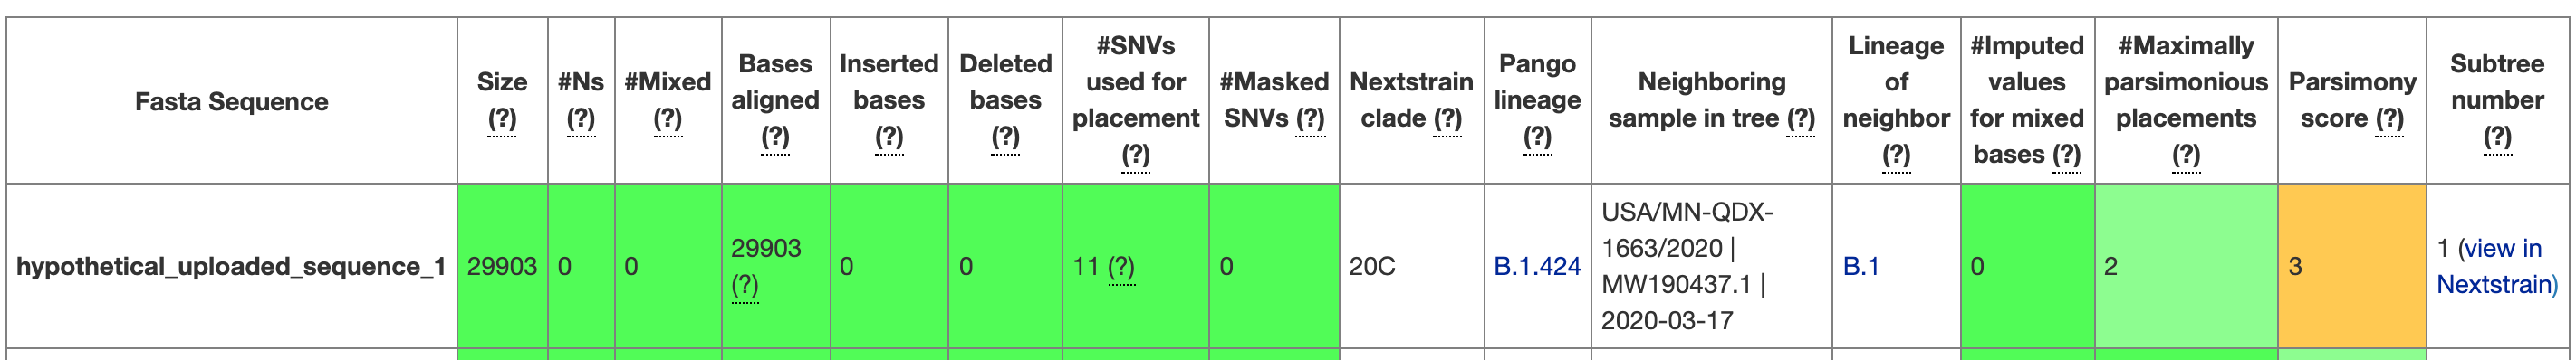 Fasta Sequence
Size
(?)
#Ns
(?)
#Mixed
(?)
Bases
aligned
(?)
Inserted
bases
(?)
Deleted
bases
(?)
#SNVs
used for
placement
(?)
#Masked
SNVs (?)
Nextstrain
clade (?)
Pango
lineage
(?)
Neighboring
sample in tree (?)
Lineage
of
neighbor
(?)
#Imputed
values
for mixed
bases (?)
#Maximally
parsimonious
placements
(?)
Parsimony
score (?)
Subtree
number
(?)
hypothetical_uploaded_sequence_1
29903
0
0
29903
(?)
0
0
11 (?)
0
20C
B.1.424
USA/MN-QDX-
1663/2020 |
MW190437.1 |
2020-03-17
B.1
0
2
3
1 (view in
Nextstrain)